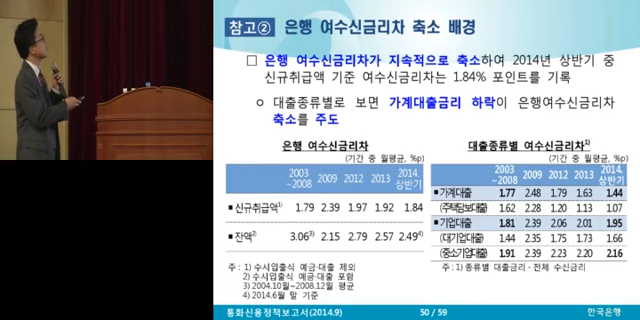 참고② 은행 여수신금리차 축소 배경
□ 은행 여수신금리차가 지속적으로 축소하여 2014년 상반기 중
신규취급액 기준 여수신금리차는 1.84% 포인트를 기록
ㅇ 대출종류별로 보면 가계대출금리 하락이 은행여수신금리차
축소를 주도
은행 여수신금리차
(기간 중 월평균, %p)
2003~2008 2009 2012 2013 2014.상반기
■ 신규취급액1) 1.79 2.39 1.97 1.92 1.84
■ 잔액2) 3.063) 2.15 2.79 2.57 2.494)
주 : 1) 수시입출식 예금·대출 제외
2) 수시입출식 예금·대출 포함
3) 2004.10월~2008.12월 평균
4) 2014.6월 말 기준
대출종류별 여수신금리차1)
(기간 중 월평균, %p)
2003~2008 2009 2012 2013 2014.상반기
■ 가계대출 1.77 2.48 1.79 1.63 1.44
(주택담보대출) 1.62 2.28 1.20 1.13 1.07
■ 기업대출 1.81 2.39 2.06 2.01 1.95
(대기업대출) 1.44 2.35 1.75 1.73 1.66
(중소기업대출) 1.91 2.39 2.23 2.20 2.16
주 : 1) 종류별 대출금리 - 전체 수신금리
통화신용정책보고서(2014.9) 50 / 59 한국은행